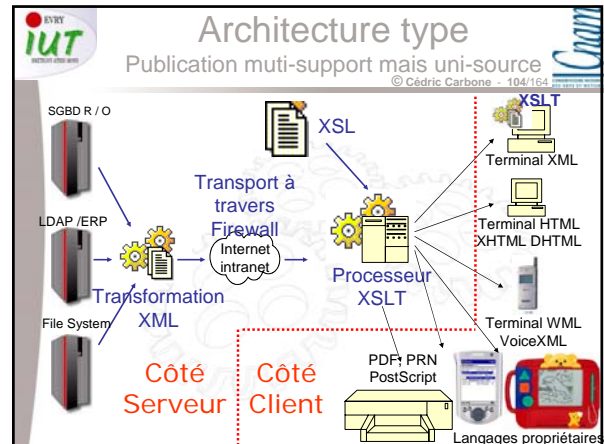 EVRY
IUT
Architecture type
Publication muti-support mais uni-source
© Cédric Carbone - 104/164
Cnam
SGBD R / O
XSL
XSLT
Terminal XML
Transport à
travers
Firewall
LDAP /ERP
Internet
intranet
Terminal HTML
XHTML DHTML
Transformation
XML
Processeur
XSLT
File System
Terminal WML
VoiceXML
PDF, PRN
PostScript
Côté
Serveur
Côté
Client
Langages propriétaires